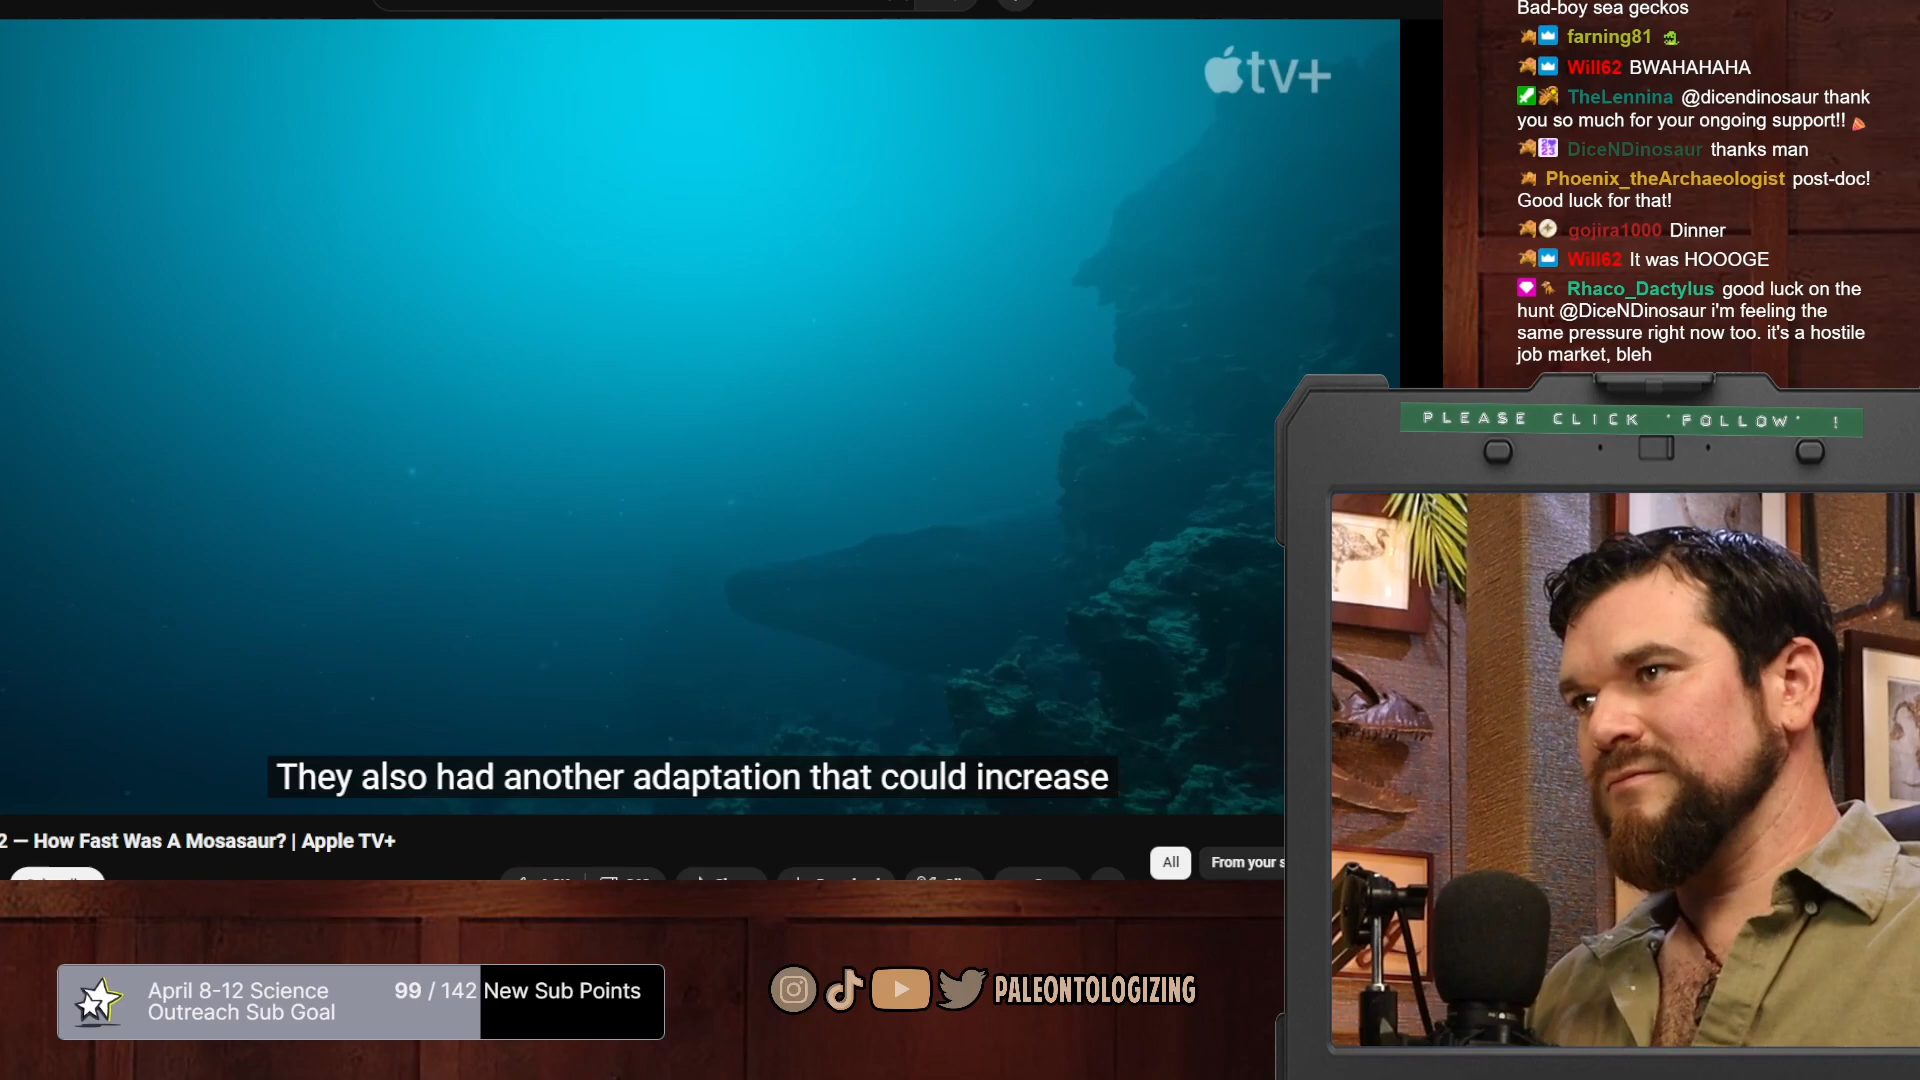 tv+
Bad-boy sea geckos
farning81
Will62 BWAHAHAHA
TheLennina @dicendinosaur thank
you so much for your ongoing support!!
DiceNDinosaur thanks man
Phoenix_theArchaeologist post-doc!
Good luck for that!
gojira1000 Dinner
Will62 It was HOOOGE
Rhaco_Dactylus good luck on the
hunt @DiceNDinosaur i'm feeling the
same pressure right now too. it's a hostile
job market, bleh
PLEASE CLICK 'FOLLOW' !
They also had another adaptation that could increase
2 — How Fast Was A Mosasaur? | Apple TV+
All
From your s
April 8-12 Science
Outreach Sub Goal
99 / 142 New Sub Points
PALEONTOLOGIZING